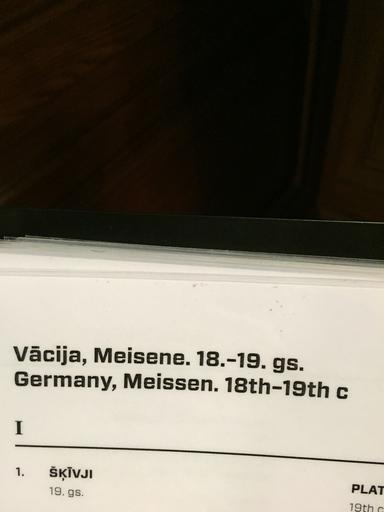 Vācija, Meisene. 18.–19. gs.
Germany, Meissen. 18th–19th c
I
1. ŠĶĪVJI
19. gs.
PLAT
19th c